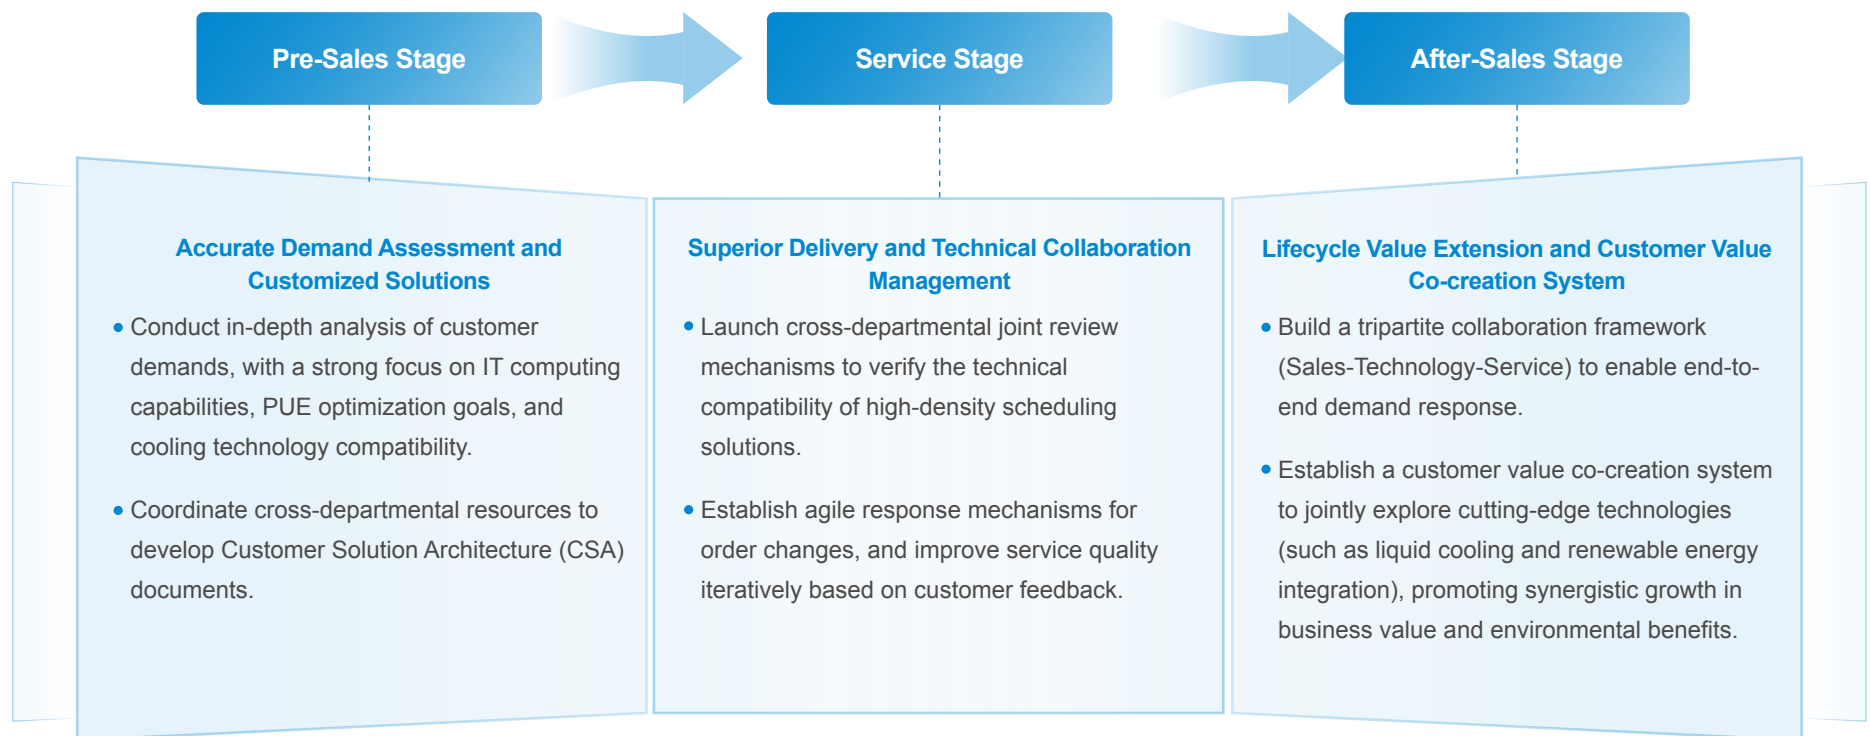 Pre-Sales Stage
Service Stage
After-Sales Stage
Accurate Demand Assessment and
Customized Solutions
• Conduct in-depth analysis of customer
demands, with a strong focus on IT computing
capabilities, PUE optimization goals, and
cooling technology compatibility.
• Coordinate cross-departmental resources to
develop Customer Solution Architecture (CSA)
documents.
Superior Delivery and Technical Collaboration
Management
• Launch cross-departmental joint review
mechanisms to verify the technical
compatibility of high-density scheduling
solutions.
• Establish agile response mechanisms for
order changes, and improve service quality
iteratively based on customer feedback.
Lifecycle Value Extension and Customer Value
Co-creation System
• Build a tripartite collaboration framework
(Sales-Technology-Service) to enable end-to-
end demand response.
• Establish a customer value co-creation system
to jointly explore cutting-edge technologies
(such as liquid cooling and renewable energy
integration), promoting synergistic growth in
business value and environmental benefits.